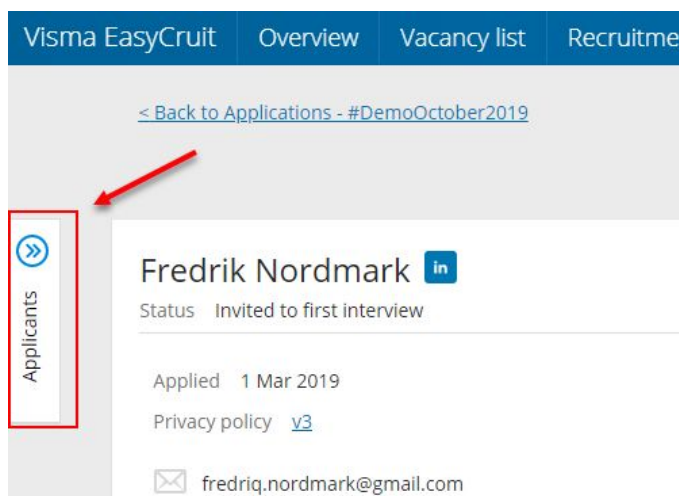 Visma EasyCruit Overview Vacancy list Recruitme
< Back to Applications - #DemoOctober2019
Applicants
Fredrik Nordmark in
Status Invited to first interview
Applied 1 Mar 2019
Privacy policy v3
fredriq.nordmark@gmail.com